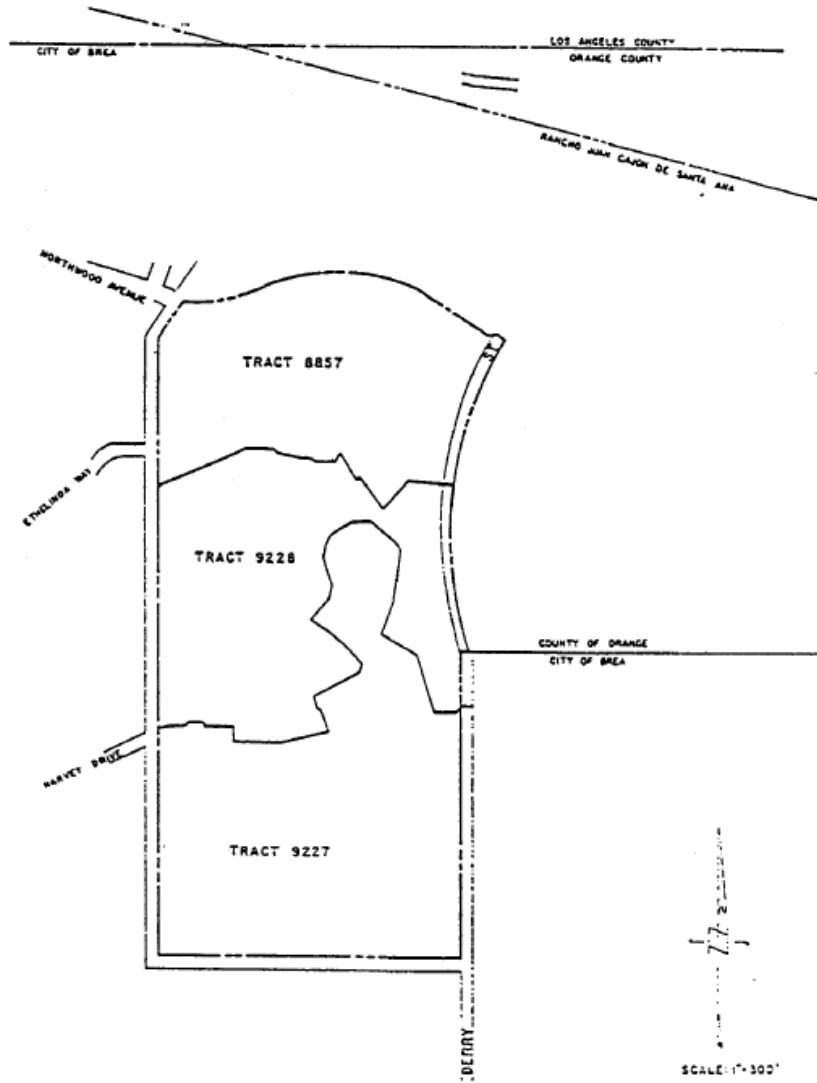 LOS ANGELES COUNTY
CITY OF BREA
ORANGE COUNTY
RANCHO JUAN CAJON DE SANTA ANA
NORTHWOOD AVENUE
TRACT 8857
ETHELINDA WAY
TRACT 9228
COUNTY OF ORANGE
CITY OF BREA
HARVEY DRIVE
TRACT 9227
DERRY
SCALE: 1"=300'